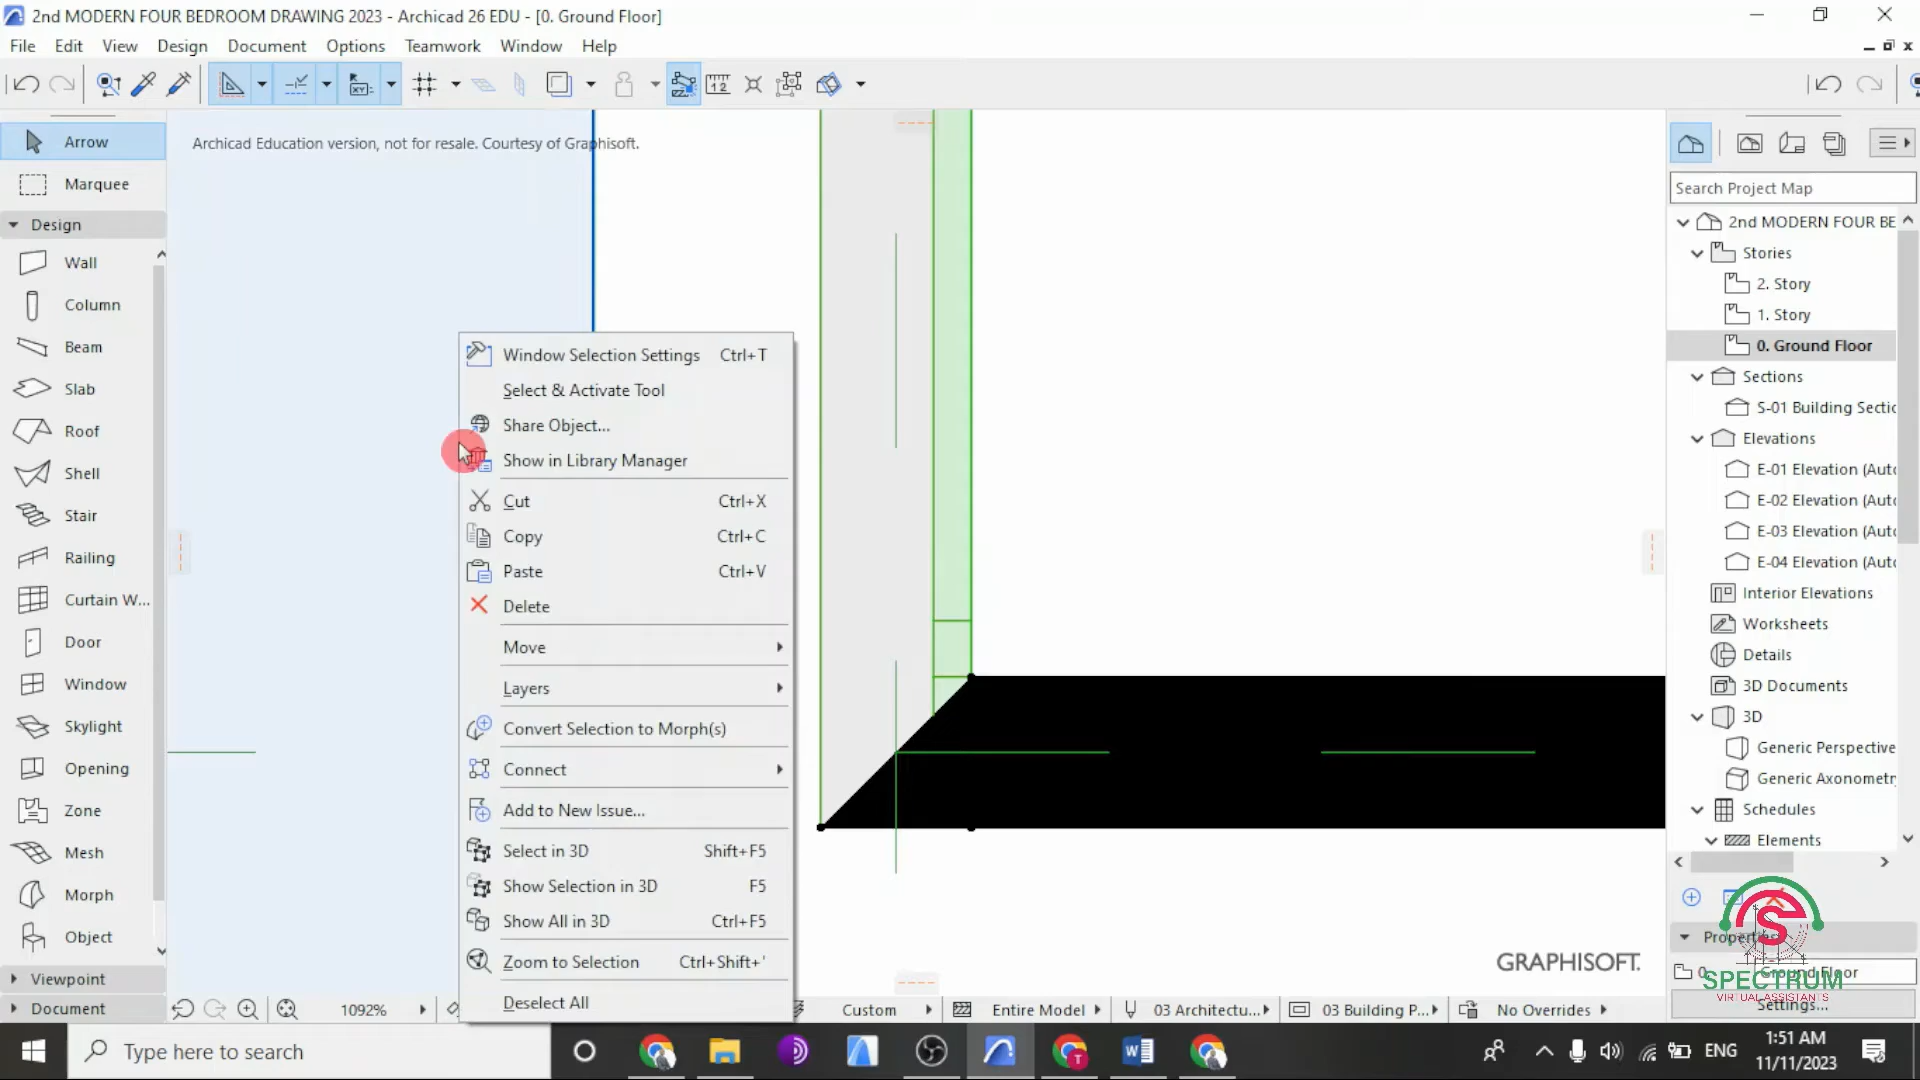 2nd MODERN FOUR BEDROOM DRAWING 2023 - Archicad 26 EDU - [0. Ground Floor]
File Edit View Design Document Options Teamwork Window Help
Arrow
Marquee
Design
Wall
Column
Beam
Slab
Roof
Shell
Stair
Railing
Curtain W...
Door
Window
Skylight
Opening
Zone
Mesh
Morph
Object
Viewpoint
Document
Archicad Education version, not for resale. Courtesy of Graphisoft.
Window Selection Settings Ctrl+T
Select & Activate Tool
Share Object...
Show in Library Manager
Cut Ctrl+X
Copy Ctrl+C
Paste Ctrl+V
Delete
Move
Layers
Convert Selection to Morph(s)
Connect
Add to New Issue...
Select in 3D Shift+F5
Show Selection in 3D F5
Show All in 3D Ctrl+F5
Zoom to Selection Ctrl+Shift+'
Deselect All
GRAPHISOFT.
Search Project Map
2nd MODERN FOUR BE
Stories
2. Story
1. Story
0. Ground Floor
Sections
S-01 Building Sectic
Elevations
E-01 Elevation (Aut
E-02 Elevation (Aut
E-03 Elevation (Aut
E-04 Elevation (Aut
Interior Elevations
Worksheets
Details
3D Documents
3D
Generic Perspective
Generic Axonometr
Schedules
Elements
Properties
0. Ground Floor
Settings...
SPECTRUM
VIRTUAL ASSISTANTS
1092% Custom Entire Model 03 Architectu... 03 Building P... No Overrides
Type here to search
ENG
1:51 AM
11/11/2023